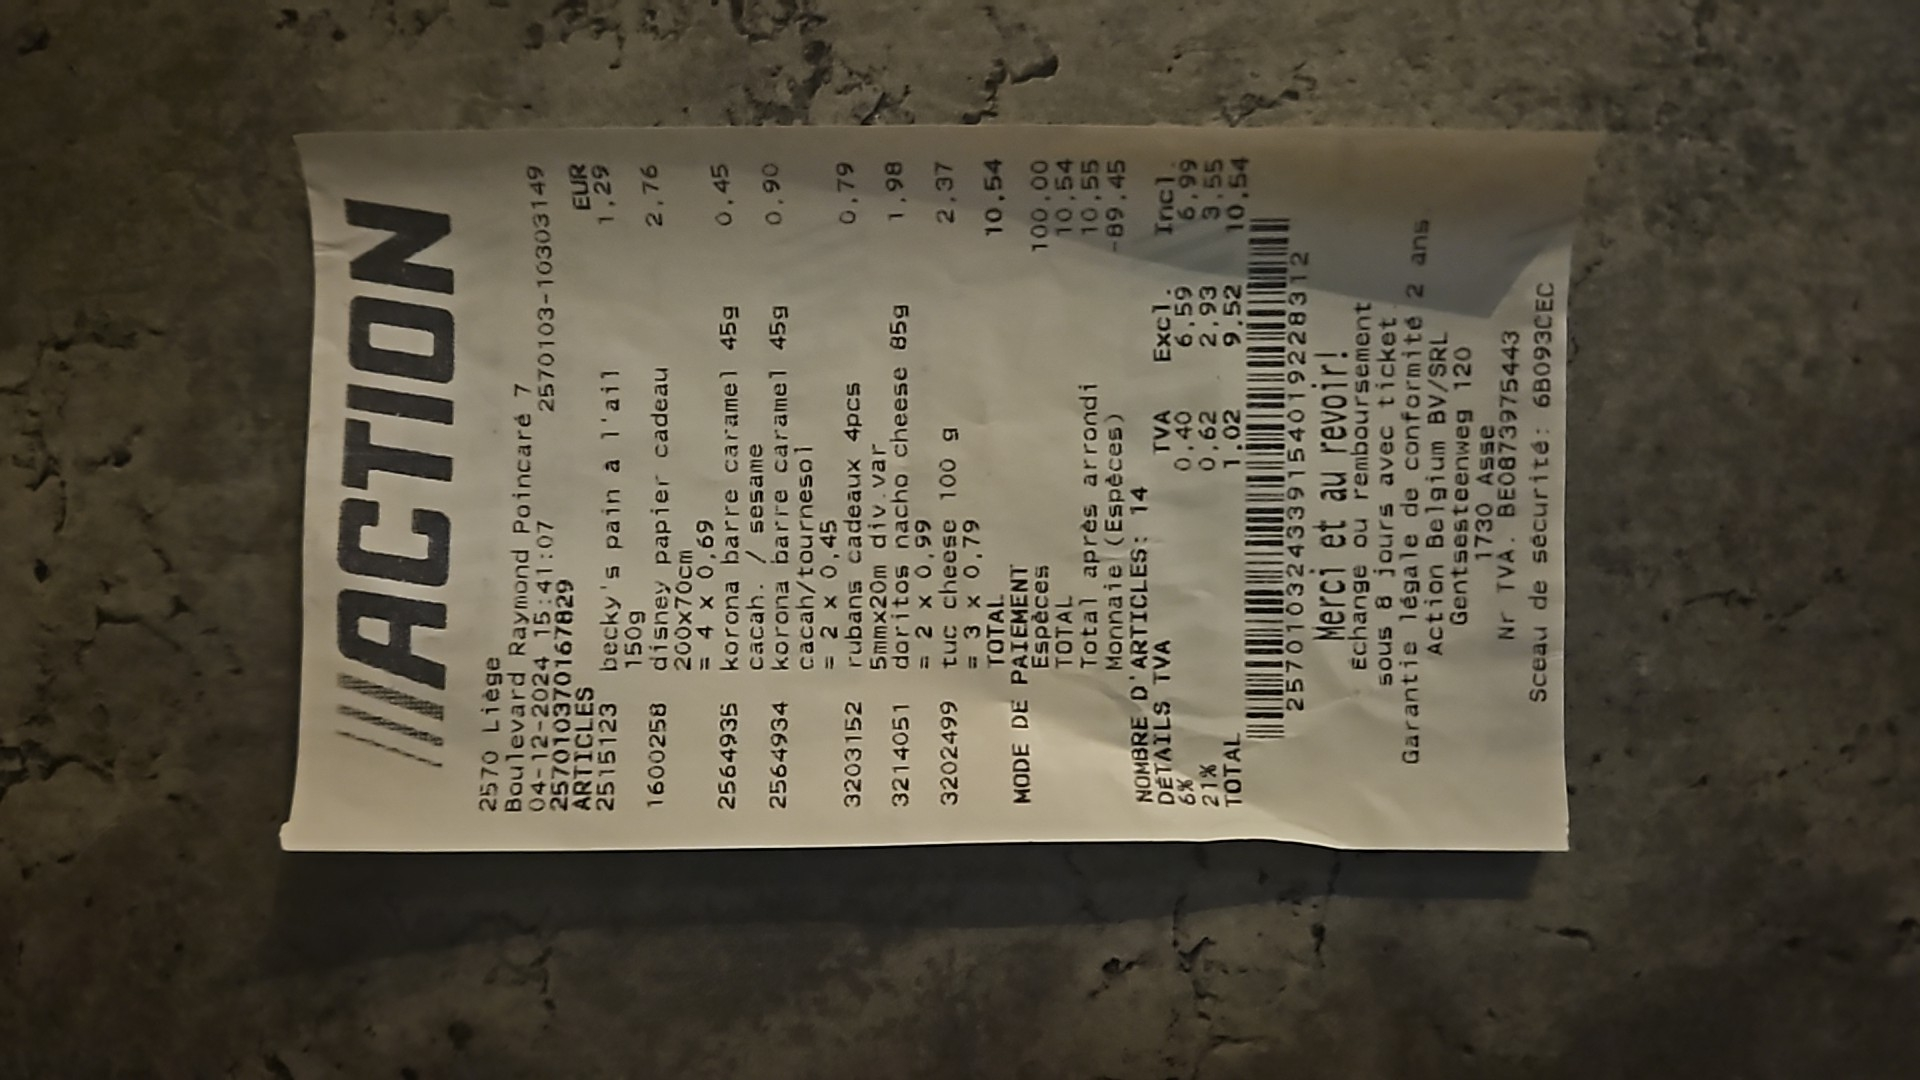 ///ACTION
2570 Liège
Boulevard Raymond Poincaré 7
04-12-2024 15:41:07 2570103-10303149
257010370167829
ARTICLES EUR
2515123 becky's pain à l'ail 1,29
150g
1600258 disney papier cadeau 2,76
200x70cm
= 4 x 0,69
2564935 korona barre caramel 45g 0,45
cacah. / sesame
2564934 korona barre caramel 45g 0,90
cacah/tournesol
= 2 x 0,45
3203152 rubans cadeaux 4pcs 0,79
5mmx20m div.var
3214051 doritos nacho cheese 85g 1,98
= 2 x 0,99
3202499 tuc cheese 100 g 2,37
= 3 x 0,79
TOTAL 10,54
MODE DE PAIEMENT
Espèces 100,00
TOTAL 10,54
Total après arrondi 10,55
Monnaie (Espèces) -89,45
NOMBRE D'ARTICLES: 14
DÉTAILS TVA TVA Excl. Incl.
6% 0,40 6,59 6,99
21% 0,62 2,93 3,55
TOTAL 1,02 9,52 10,54
257010324339154019228312
Merci et au revoir!
Échange ou remboursement
sous 8 jours avec ticket
Garantie légale de conformité 2 ans
Action Belgium BV/SRL
Gentsesteenweg 120
1730 Asse
Nr TVA. BE0873975443
Sceau de sécurité: 6B093CEC